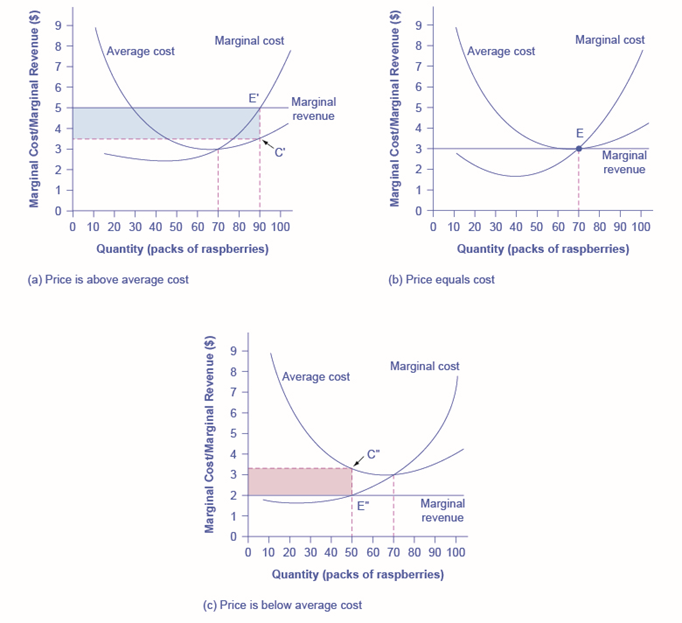 Marginal Cost/Marginal Revenue ($)
9
8
7
6
5
4
3
2
1
0
Average cost
Marginal cost
E'
Marginal
revenue
C'
0 10 20 30 40 50 60 70 80 90 100
Quantity (packs of raspberries)
(a) Price is above average cost
Marginal Cost/Marginal Revenue ($)
9
8
7
6
5
4
3
2
1
0
Average cost
Marginal cost
E
Marginal
revenue
0 10 20 30 40 50 60 70 80 90 100
Quantity (packs of raspberries)
(b) Price equals cost
Marginal Cost/Marginal Revenue ($)
9
8
7
6
5
4
3
2
1
0
Average cost
Marginal cost
C"
E"
Marginal
revenue
0 10 20 30 40 50 60 70 80 90 100
Quantity (packs of raspberries)
(c) Price is below average cost